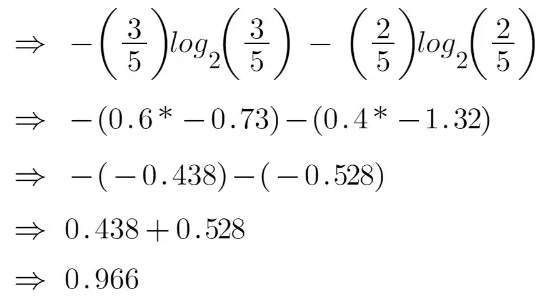 ⇒ −(3/5)log₂(3/5) − (2/5)log₂(2/5)
⇒ −(0.6* −0.73)−(0.4* −1.32)
⇒ −(−0.438)−(−0.528)
⇒ 0.438+0.528
⇒ 0.966